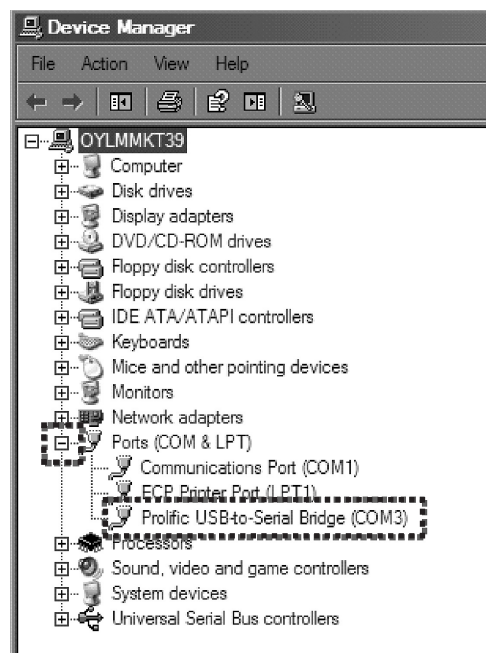 Device Manager
File Action View Help
OYLMMKT39
Computer
Disk drives
Display adapters
DVD/CD-ROM drives
Floppy disk controllers
Floppy disk drives
IDE ATA/ATAPI controllers
Keyboards
Mice and other pointing devices
Monitors
Network adapters
Ports (COM & LPT)
Communications Port (COM1)
ECP Printer Port (LPT1)
Prolific USB-to-Serial Bridge (COM3)
Processors
Sound, video and game controllers
System devices
Universal Serial Bus controllers